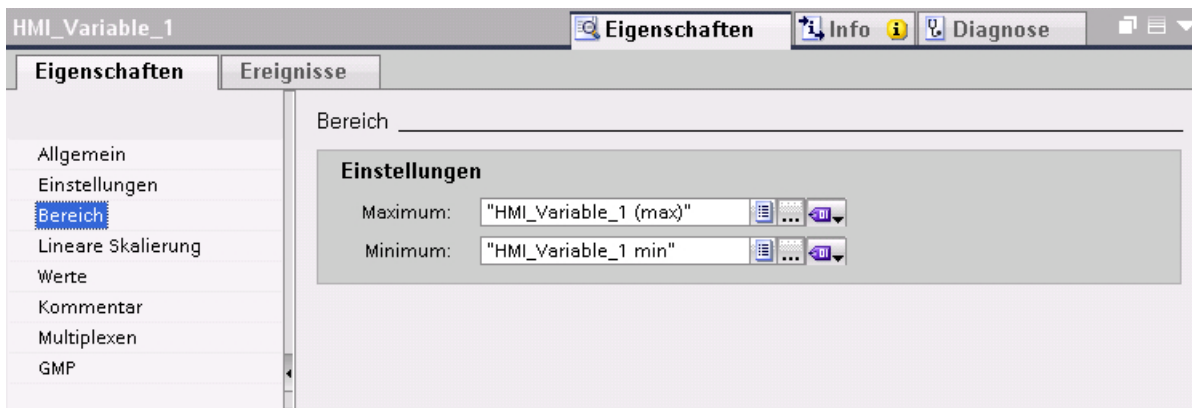 HMI_Variable_1
Eigenschaften
Info
Diagnose
Eigenschaften
Ereignisse
Allgemein
Einstellungen
Bereich
Lineare Skalierung
Werte
Kommentar
Multiplexen
GMP
Bereich
Einstellungen
Maximum: "HMI_Variable_1 (max)" ...
Minimum: "HMI_Variable_1 min" ...